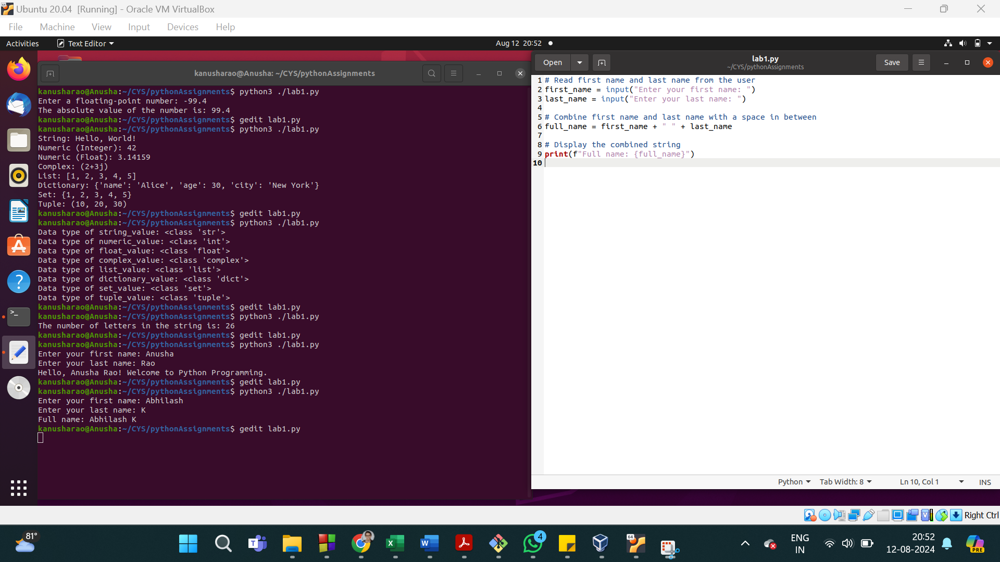 Ubuntu 20.04 [Running] - Oracle VM VirtualBox
File Machine View Input Devices Help
Activities Text Editor Aug 12 20:52
kanusharao@Anusha: ~/CYS/pythonAssignments
kanusharao@Anusha:~/CYS/pythonAssignments$ python3 ./lab1.py
Enter a floating-point number: -99.4
The absolute value of the number is: 99.4
kanusharao@Anusha:~/CYS/pythonAssignments$ gedit lab1.py
kanusharao@Anusha:~/CYS/pythonAssignments$ python3 ./lab1.py
String: Hello, World!
Numeric (Integer): 42
Numeric (Float): 3.14159
Complex: (2+3j)
List: [1, 2, 3, 4, 5]
Dictionary: {'name': 'Alice', 'age': 30, 'city': 'New York'}
Set: {1, 2, 3, 4, 5}
Tuple: (10, 20, 30)
kanusharao@Anusha:~/CYS/pythonAssignments$ gedit lab1.py
kanusharao@Anusha:~/CYS/pythonAssignments$ python3 ./lab1.py
Data type of string_value: <class 'str'>
Data type of numeric_value: <class 'int'>
Data type of float_value: <class 'float'>
Data type of complex_value: <class 'complex'>
Data type of list_value: <class 'list'>
Data type of dictionary_value: <class 'dict'>
Data type of set_value: <class 'set'>
Data type of tuple_value: <class 'tuple'>
kanusharao@Anusha:~/CYS/pythonAssignments$ gedit lab1.py
kanusharao@Anusha:~/CYS/pythonAssignments$ python3 ./lab1.py
The number of letters in the string is: 26
kanusharao@Anusha:~/CYS/pythonAssignments$ gedit lab1.py
kanusharao@Anusha:~/CYS/pythonAssignments$ python3 ./lab1.py
Enter your first name: Anusha
Enter your last name: Rao
Hello, Anusha Rao! Welcome to Python Programming.
kanusharao@Anusha:~/CYS/pythonAssignments$ gedit lab1.py
kanusharao@Anusha:~/CYS/pythonAssignments$ python3 ./lab1.py
Enter your first name: Abhilash
Enter your last name: K
Full name: Abhilash K
kanusharao@Anusha:~/CYS/pythonAssignments$ gedit lab1.py
Open lab1.py Save
~/CYS/pythonAssignments
1 # Read first name and last name from the user
2 first_name = input("Enter your first name: ")
3 last_name = input("Enter your last name: ")
4
5 # Combine first name and last name with a space in between
6 full_name = first_name + " " + last_name
7
8 # Display the combined string
9 print(f"Full name: {full_name}")
10
Python Tab Width: 8 Ln 10, Col 1 INS
Right Ctrl
81°
4
64
ENG
IN
20:52
12-08-2024
PRE